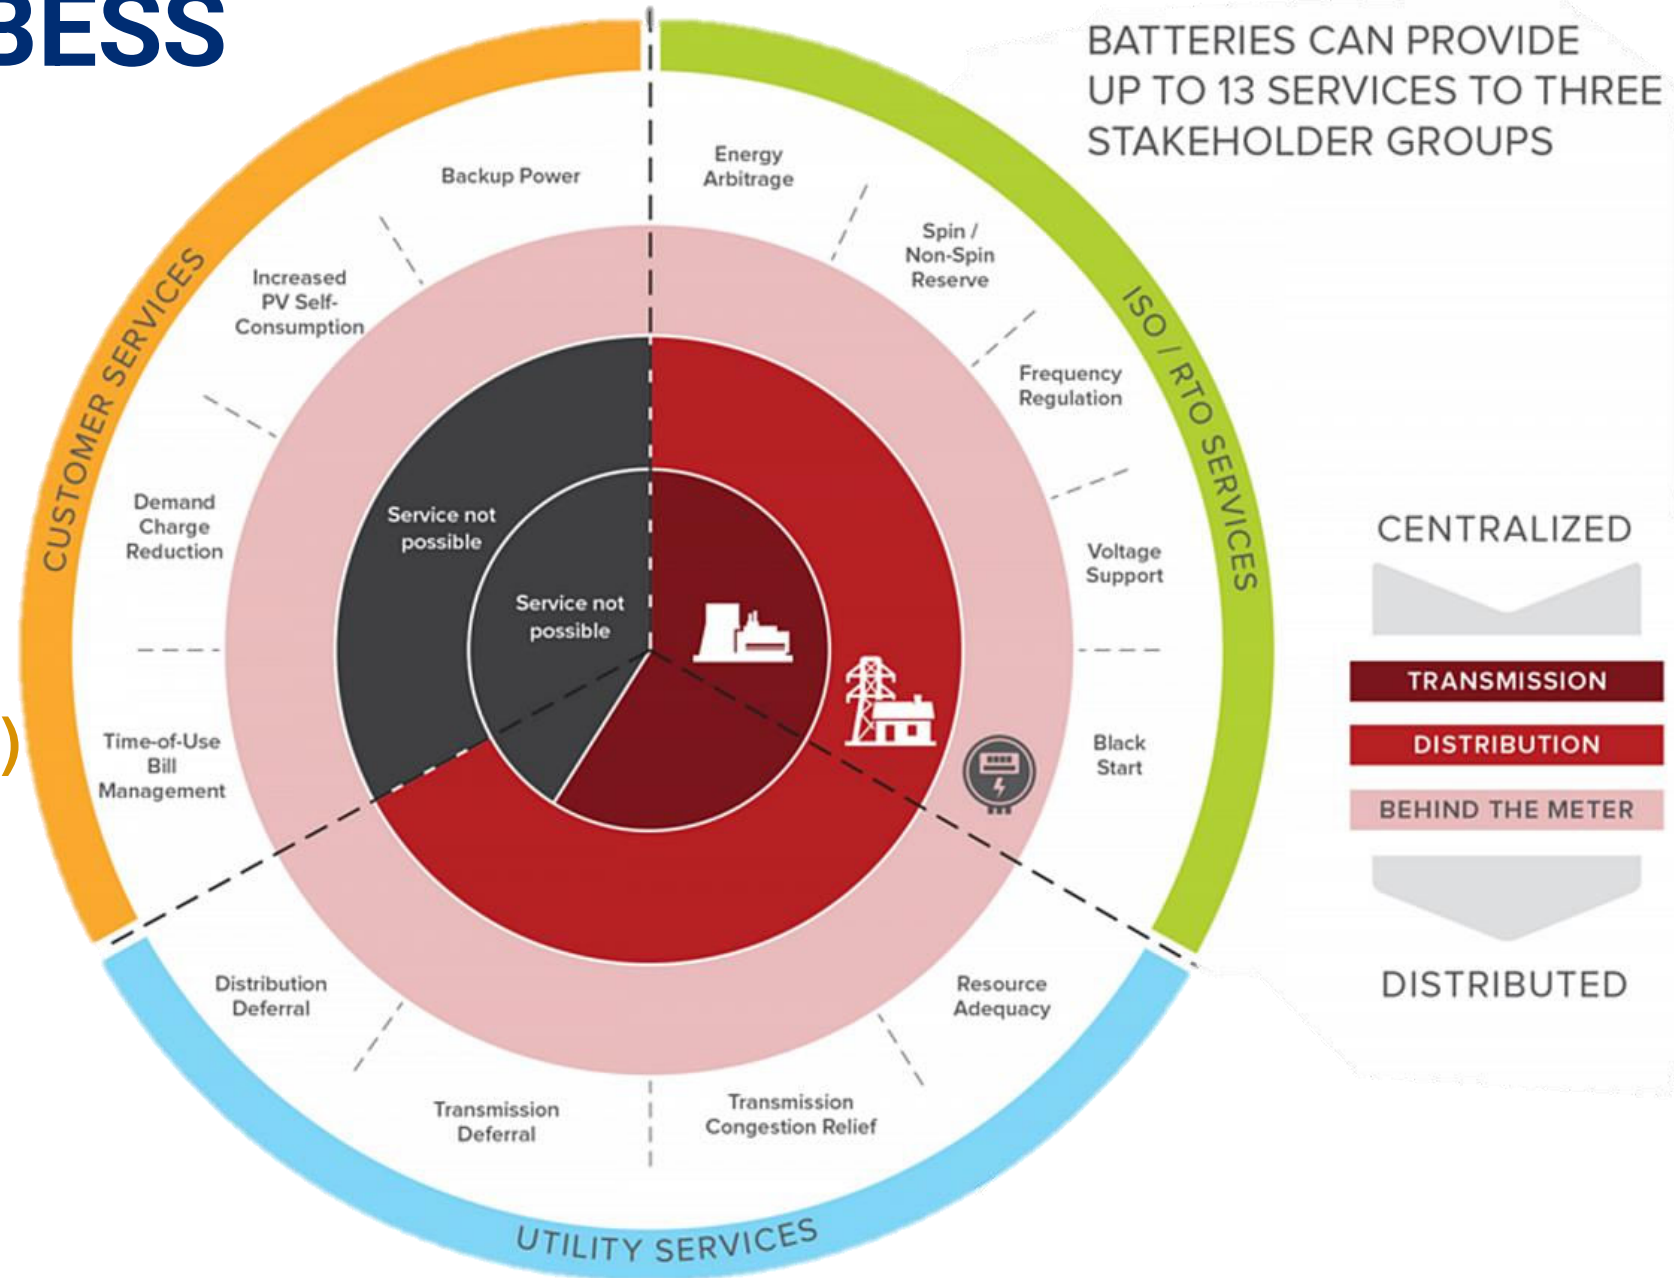 BESS
BATTERIES CAN PROVIDE
UP TO 13 SERVICES TO THREE
STAKEHOLDER GROUPS
CUSTOMER SERVICES
ISO / RTO SERVICES
UTILITY SERVICES
Backup Power
Energy
Arbitrage
Spin /
Non-Spin
Reserve
Increased
PV Self-
Consumption
Frequency
Regulation
Demand
Charge
Reduction
Service not
possible
Voltage
Support
Service not
possible
Time-of-Use
Bill
Management
Black
Start
Distribution
Deferral
Resource
Adequacy
Transmission
Deferral
Transmission
Congestion Relief
CENTRALIZED
TRANSMISSION
DISTRIBUTION
BEHIND THE METER
DISTRIBUTED
)